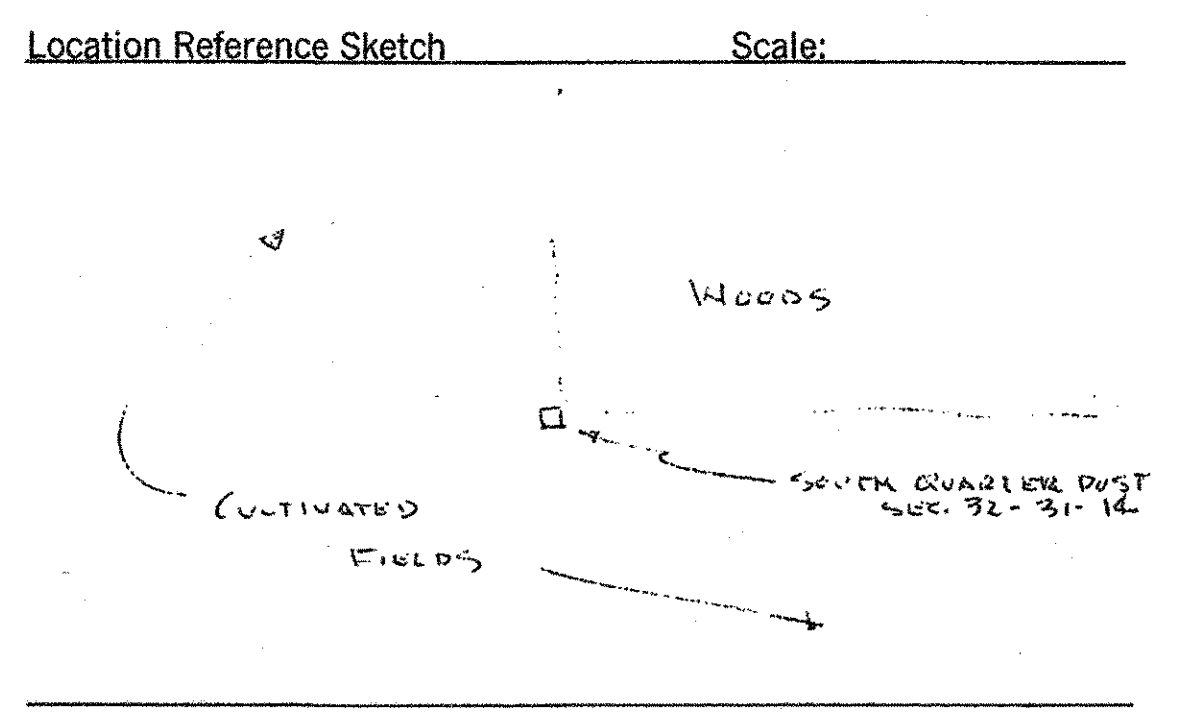 Location Reference Sketch Scale:
WOODS
SOUTH QUARTER POST
SEC. 32-31-14
CULTIVATED
FIELDS